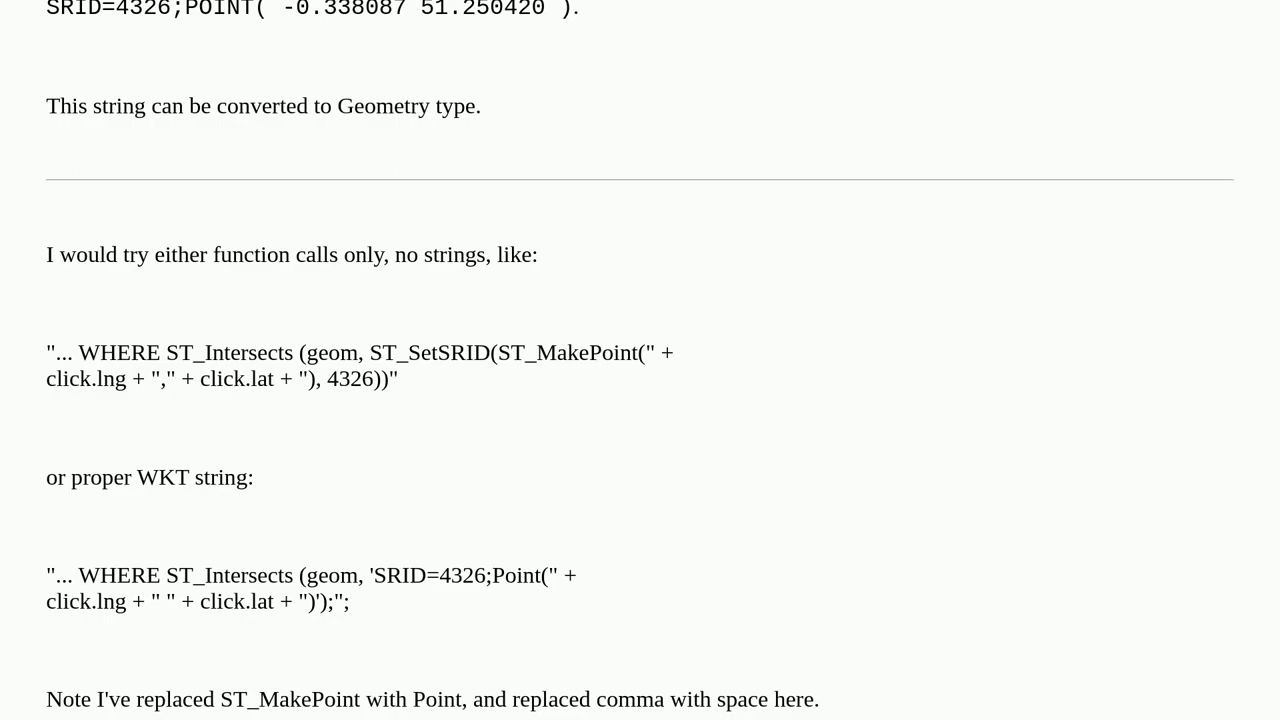 SRID=4326;POINT( -0.338087 51.250420 ).
This string can be converted to Geometry type.
I would try either function calls only, no strings, like:
"... WHERE ST_Intersects (geom, ST_SetSRID(ST_MakePoint(" +
click.lng + "," + click.lat + "), 4326))"
or proper WKT string:
"... WHERE ST_Intersects (geom, 'SRID=4326;Point(" +
click.lng + " " + click.lat + ")');";
Note I've replaced ST_MakePoint with Point, and replaced comma with space here.